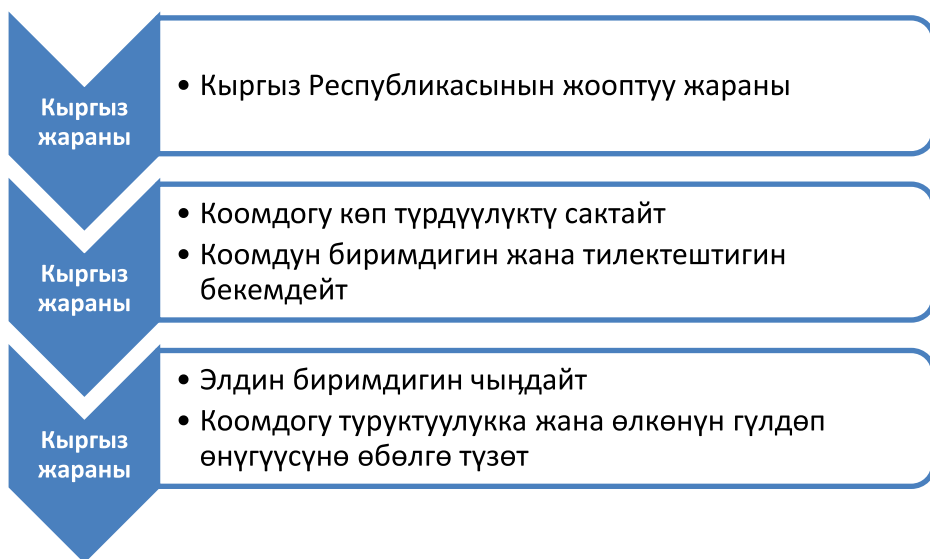 Кыргыз
жараны
• Кыргыз Республикасынын жооптуу жараны
Кыргыз
жараны
• Коомдогу көп түрдүүлүктү сактайт
• Коомдун биримдигин жана тилектештигин
бекемдейт
Кыргыз
жараны
• Элдин биримдигин чыңдайт
• Коомдогу туруктуулукка жана өлкөнүн гүлдөп
өнүгүүсүнө өбөлгө түзөт